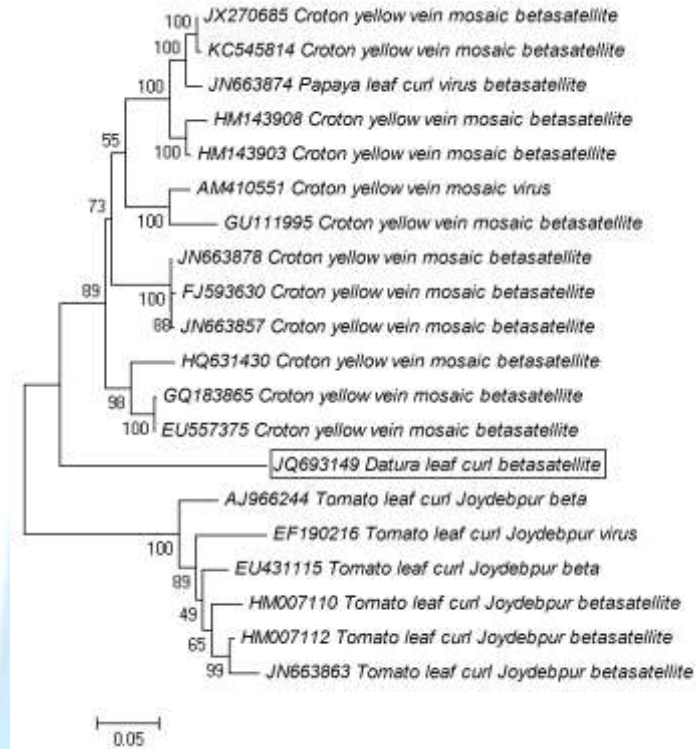 100 JX270685 Croton yellow vein mosaic betasatellite
KC545814 Croton yellow vein mosaic betasatellite
100 JN663874 Papaya leaf curl virus betasatellite
HM143908 Croton yellow vein mosaic betasatellite
55 100 HM143903 Croton yellow vein mosaic betasatellite
AM410551 Croton yellow vein mosaic virus
73 100 GU111995 Croton yellow vein mosaic betasatellite
JN663878 Croton yellow vein mosaic betasatellite
89 100 FJ593630 Croton yellow vein mosaic betasatellite
88 JN663857 Croton yellow vein mosaic betasatellite
HQ631430 Croton yellow vein mosaic betasatellite
98 GQ183865 Croton yellow vein mosaic betasatellite
100 EU557375 Croton yellow vein mosaic betasatellite
JQ693149 Datura leaf curl betasatellite
AJ966244 Tomato leaf curl Joydebpur beta
100 EF190216 Tomato leaf curl Joydebpur virus
89 EU431115 Tomato leaf curl Joydebpur beta
49 HM007110 Tomato leaf curl Joydebpur betasatellite
65 HM007112 Tomato leaf curl Joydebpur betasatellite
99 JN663863 Tomato leaf curl Joydebpur betasatellite
0.05